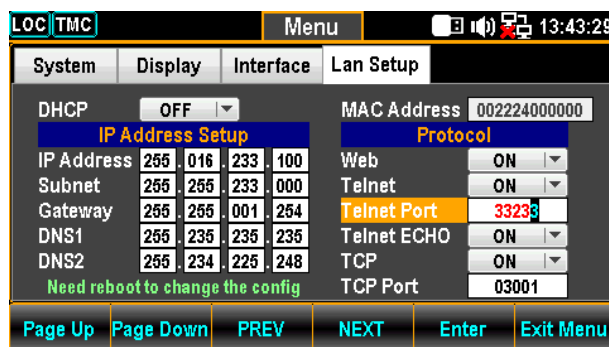 LOC TMC Menu 13:43:29
System Display Interface Lan Setup
DHCP OFF
IP Address Setup
IP Address 255 . 016 . 233 . 100
Subnet 255 . 255 . 233 . 000
Gateway 255 . 255 . 001 . 254
DNS1 255 . 235 . 235 . 235
DNS2 255 . 234 . 225 . 248
Need reboot to change the config
MAC Address 002224000000
Protocol
Web ON
Telnet ON
Telnet Port 33233
Telnet ECHO ON
TCP ON
TCP Port 03001
Page Up Page Down PREV NEXT Enter Exit Menu